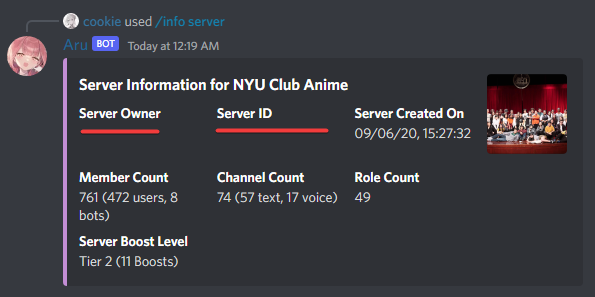 cookie used /info server
Aru BOT Today at 12:19 AM
Server Information for NYU Club Anime
Server Owner Server ID Server Created On
09/06/20, 15:27:32
Member Count Channel Count Role Count
761 (472 users, 8 74 (57 text, 17 voice) 49
bots)
Server Boost Level
Tier 2 (11 Boosts)